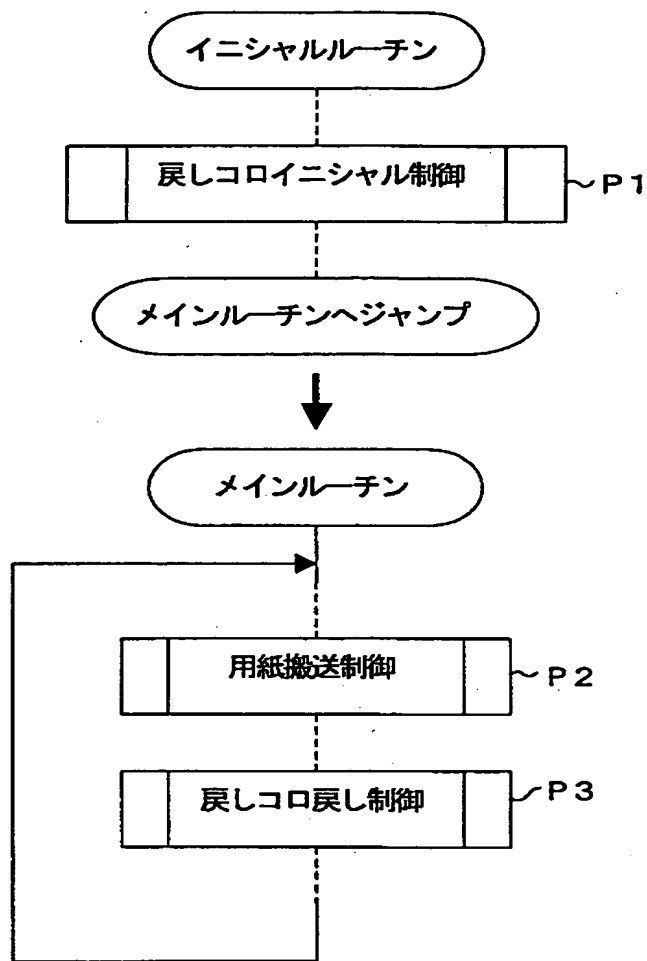 イニシャルルーチン
戻しコロイニシャル制御
P1
メインルーチンへジャンプ
メインルーチン
用紙搬送制御
P2
戻しコロ戻し制御
P3